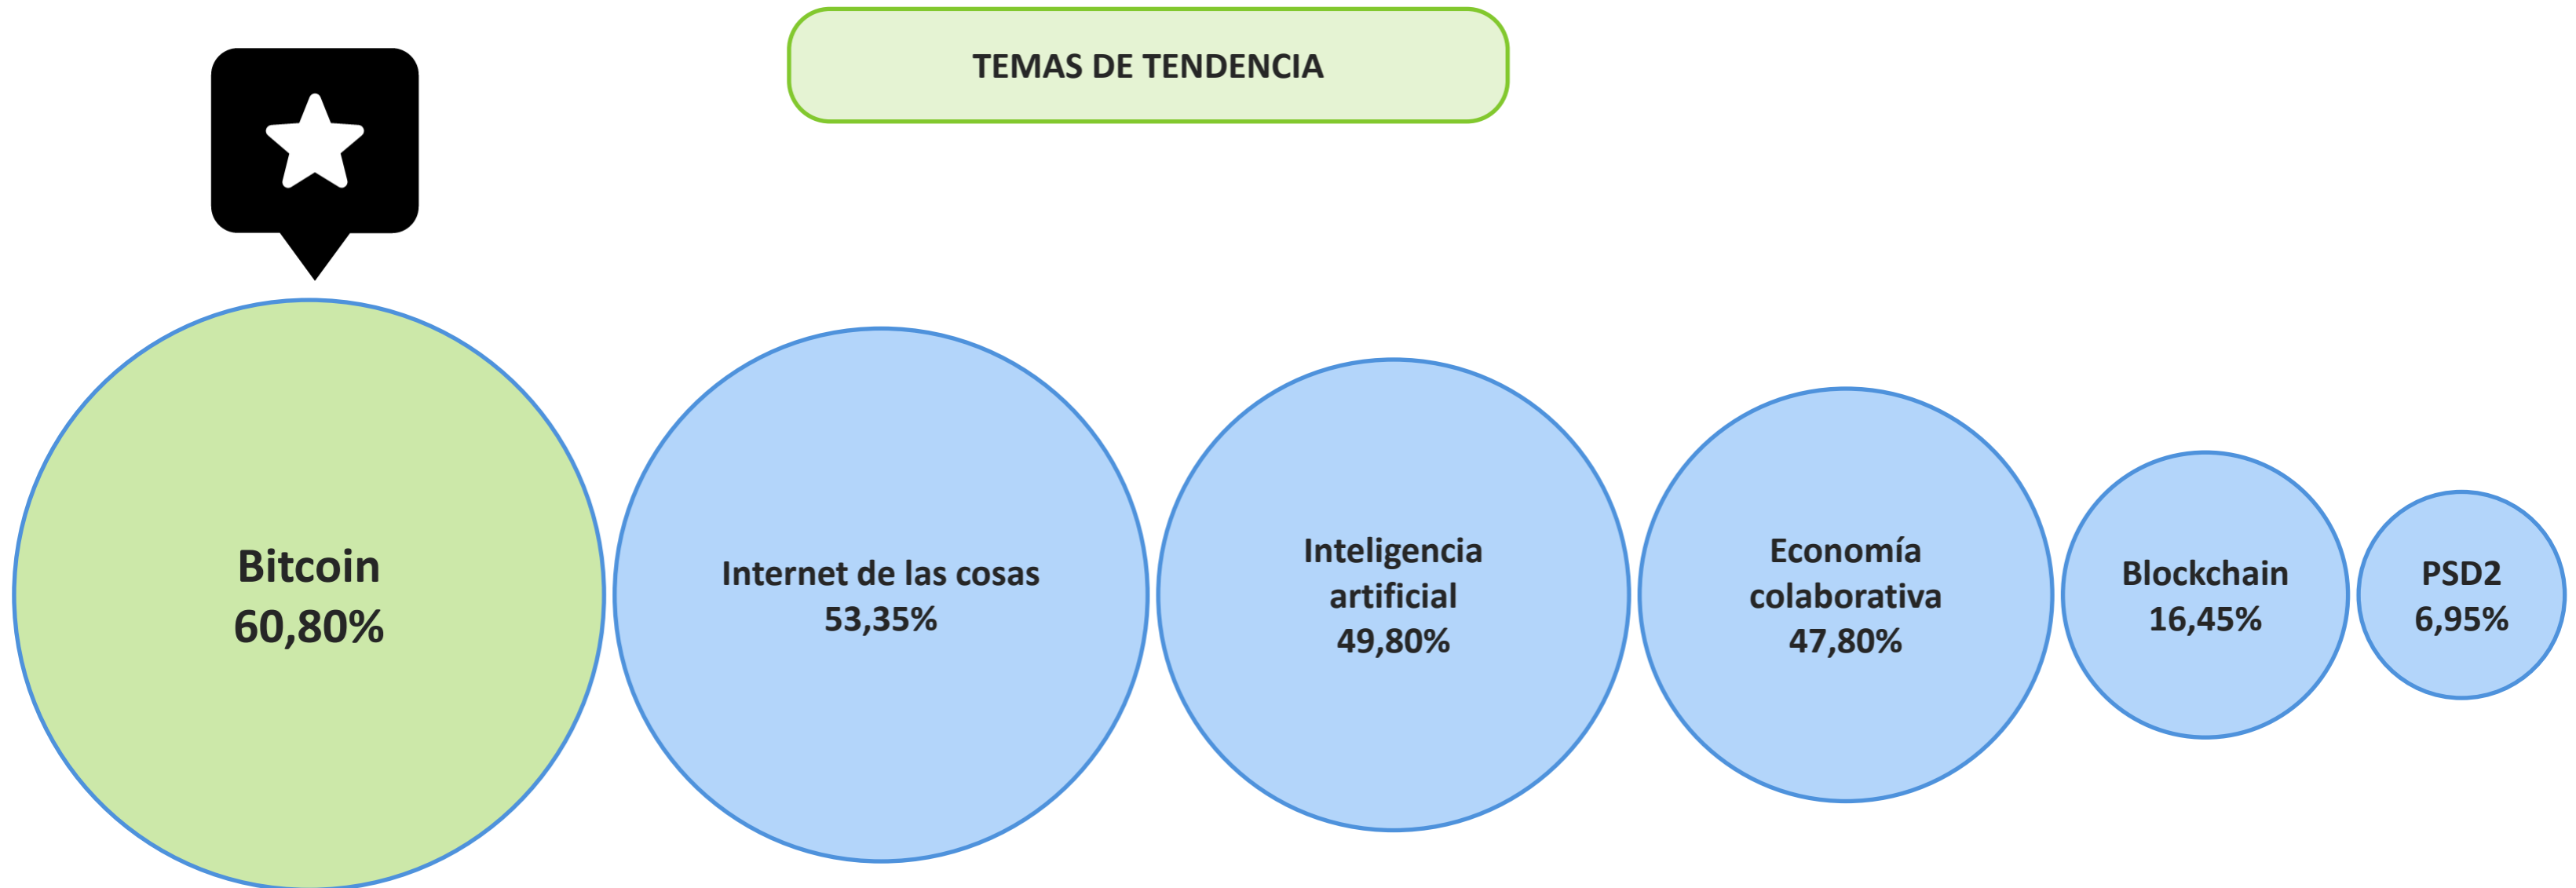 TEMAS DE TENDENCIA
Bitcoin
60,80%
Internet de las cosas
53,35%
Inteligencia
artificial
49,80%
Economía
colaborativa
47,80%
Blockchain
16,45%
PSD2
6,95%